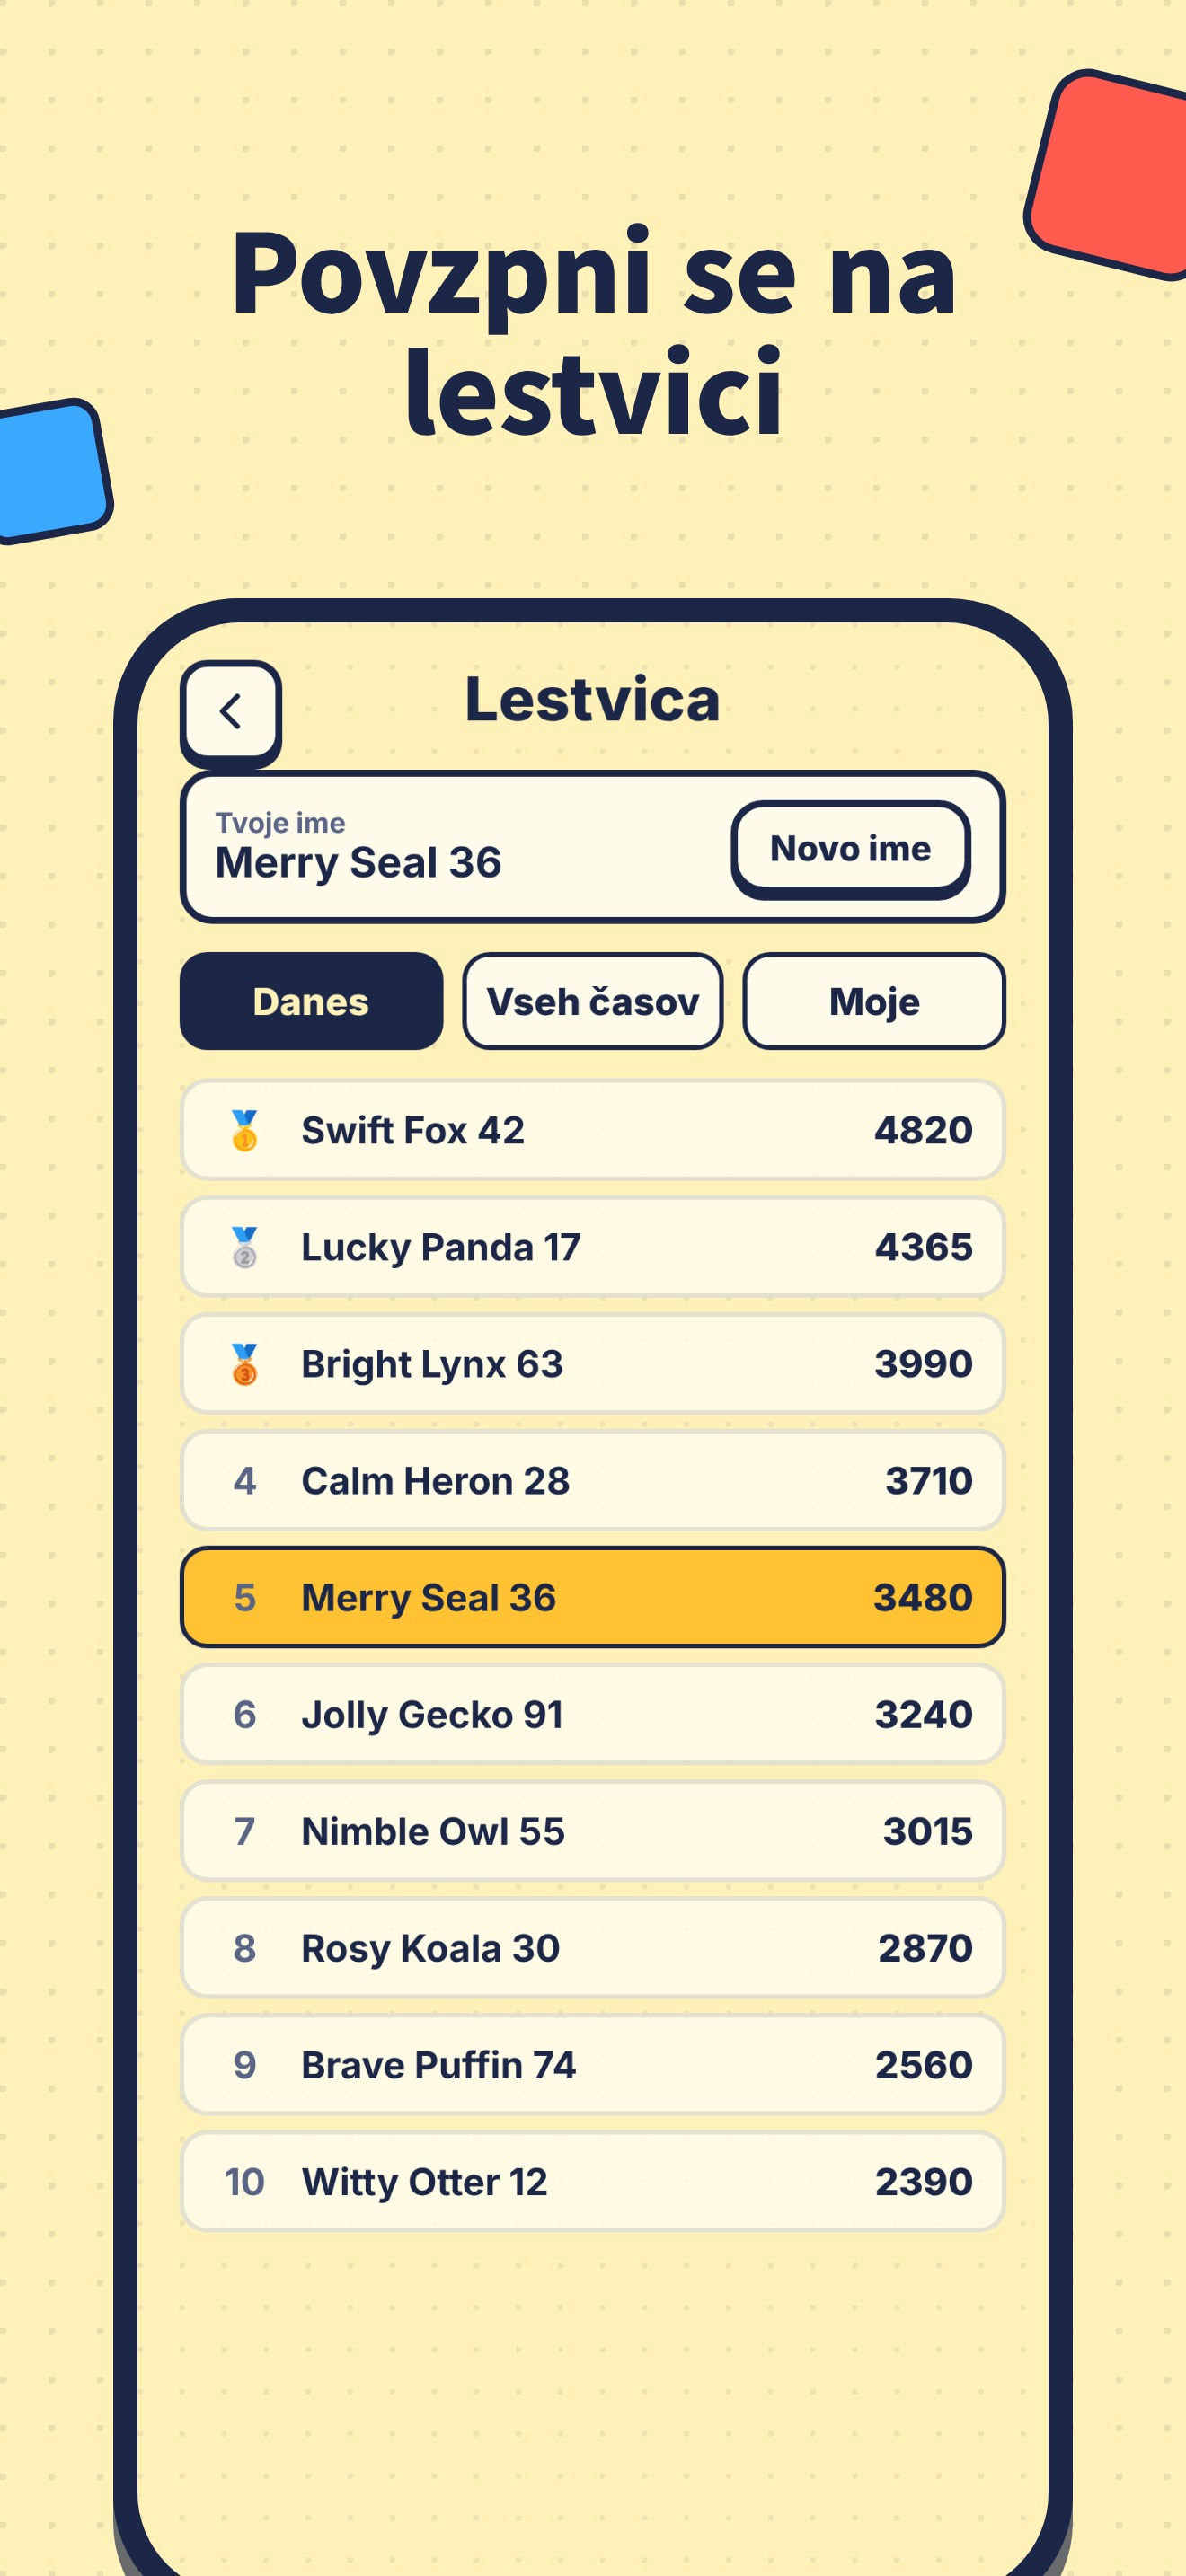 Povzpni se na
lestvici
Lestvica
Tvoje ime
Merry Seal 36
Novo ime
Danes
Vseh časov
Moje
1 Swift Fox 42 4820
2 Lucky Panda 17 4365
3 Bright Lynx 63 3990
4 Calm Heron 28 3710
5 Merry Seal 36 3480
6 Jolly Gecko 91 3240
7 Nimble Owl 55 3015
8 Rosy Koala 30 2870
9 Brave Puffin 74 2560
10 Witty Otter 12 2390